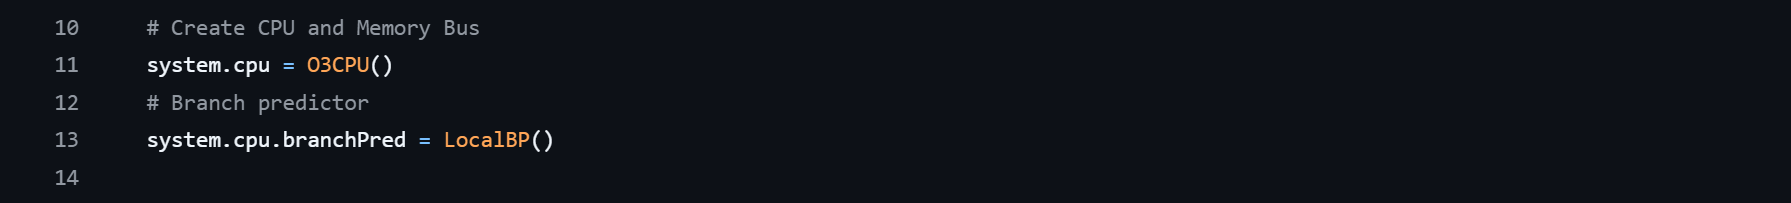 10 # Create CPU and Memory Bus
11 system.cpu = O3CPU()
12 # Branch predictor
13 system.cpu.branchPred = LocalBP()
14